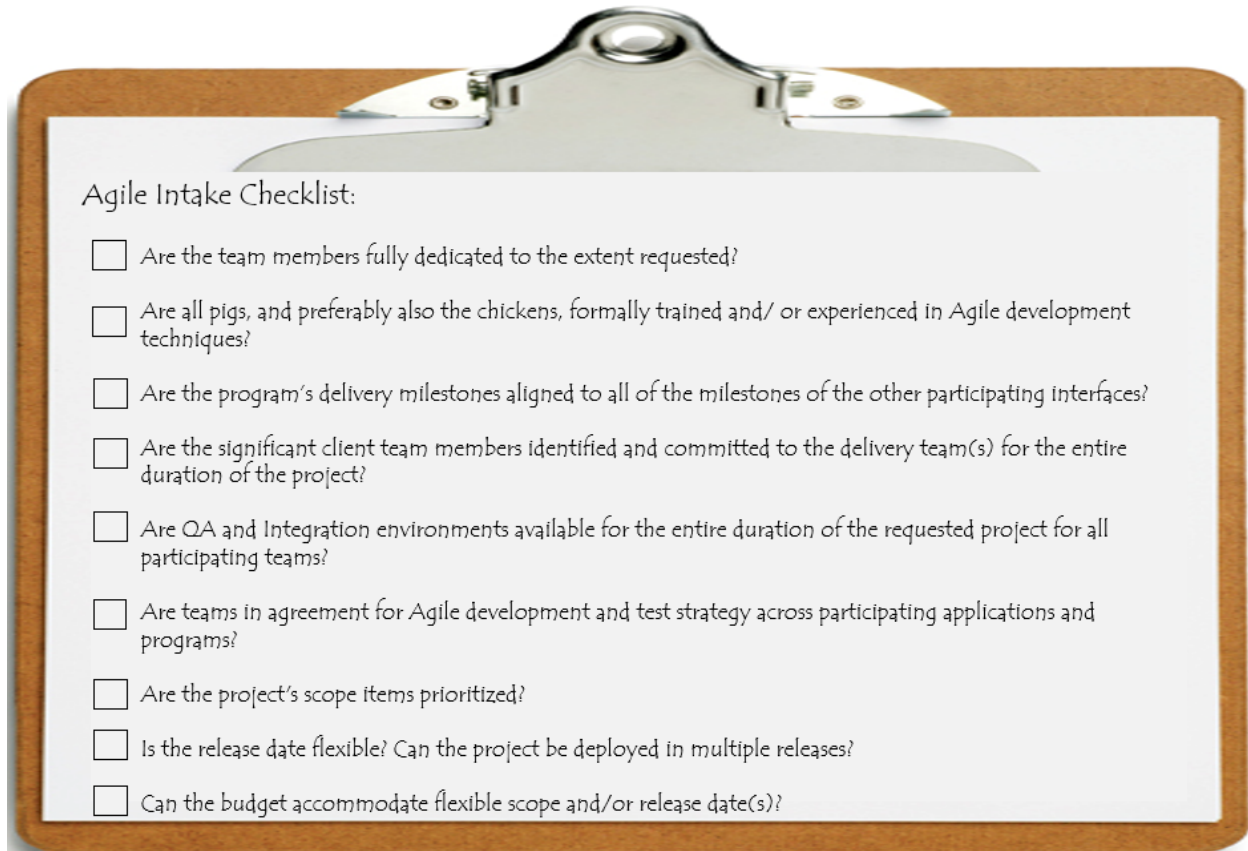 Agile Intake Checklist:
Are the team members fully dedicated to the extent requested?
Are all pigs, and preferably also the chickens, formally trained and/ or experienced in Agile development
techniques?
Are the program's delivery milestones aligned to all of the milestones of the other participating interfaces?
Are the significant client team members identified and committed to the delivery team(s) for the entire
duration of the project?
Are QA and Integration environments available for the entire duration of the requested project for all
participating teams?
Are teams in agreement for Agile development and test strategy across participating applications and
programs?
Are the project's scope items prioritized?
Is the release date flexible? Can the project be deployed in multiple releases?
Can the budget accommodate flexible scope and/or release date(s)?